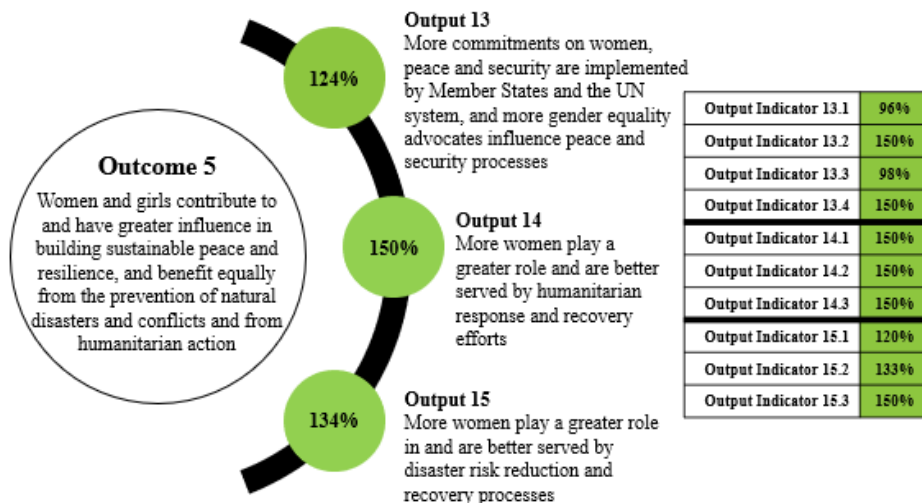 Outcome 5
Women and girls contribute to
and have greater influence in
building sustainable peace and
resilience, and benefit equally
from the prevention of natural
disasters and conflicts and from
humanitarian action
124%
Output 13
More commitments on women,
peace and security are implemented
by Member States and the UN
system, and more gender equality
advocates influence peace and
security processes
150%
Output 14
More women play a
greater role and are better
served by humanitarian
response and recovery
efforts
134%
Output 15
More women play a greater role
in and are better served by
disaster risk reduction and
recovery processes
Output Indicator 13.1 96%
Output Indicator 13.2 150%
Output Indicator 13.3 98%
Output Indicator 13.4 150%
Output Indicator 14.1 150%
Output Indicator 14.2 150%
Output Indicator 14.3 150%
Output Indicator 15.1 120%
Output Indicator 15.2 133%
Output Indicator 15.3 150%